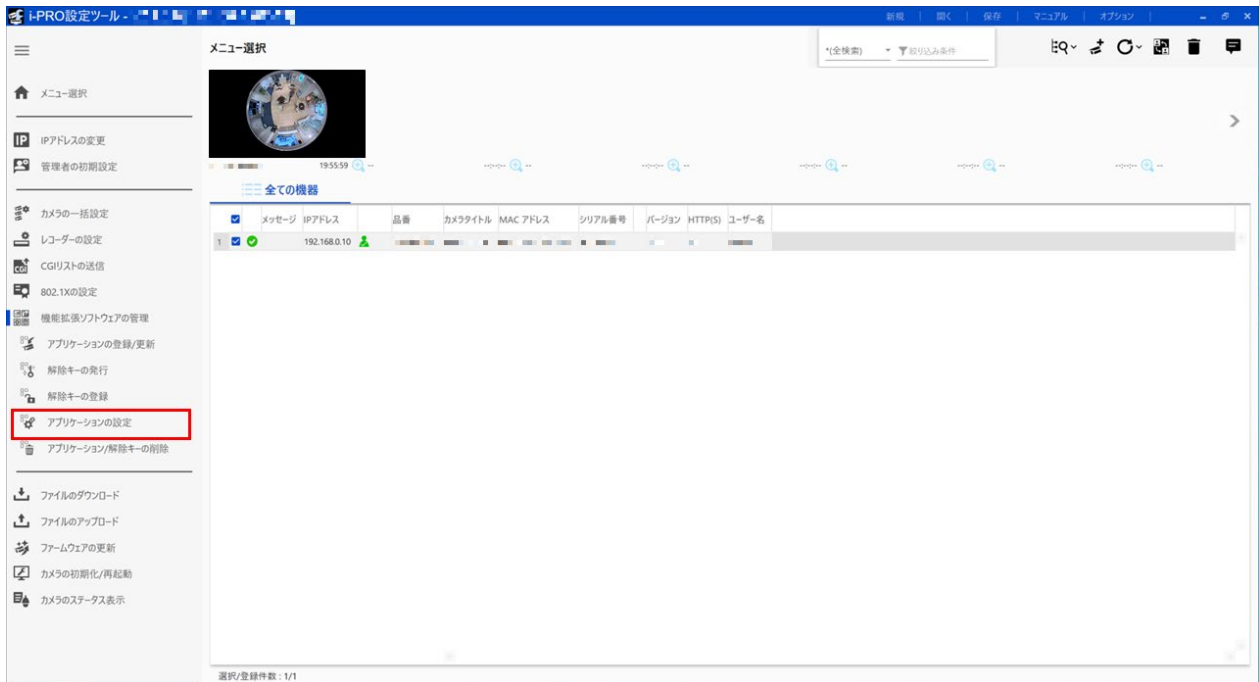 i-PRO設定ツール -
新規 | 開く | 保存 | マニュアル | オプション |
メニュー選択
*(全検索)
絞り込み条件
メニュー選択
IP
IPアドレスの変更
管理者の初期設定
カメラの一括設定
レコーダーの設定
CGI
CGIリストの送信
802.1Xの設定
機能拡張ソフトウェアの管理
アプリケーションの登録/更新
解除キーの発行
解除キーの登録
アプリケーションの設定
アプリケーション/解除キーの削除
ファイルのダウンロード
ファイルのアップロード
ファームウェアの更新
カメラの初期化/再起動
カメラのステータス表示
19:55:59 --
--:--:-- --
--:--:-- --
--:--:-- --
--:--:-- --
--:--:-- --
全ての機器
メッセージ IPアドレス 品番 カメラタイトル MAC アドレス シリアル番号 バージョン HTTP(S) ユーザー名
1 192.168.0.10
選択/登録件数 : 1/1